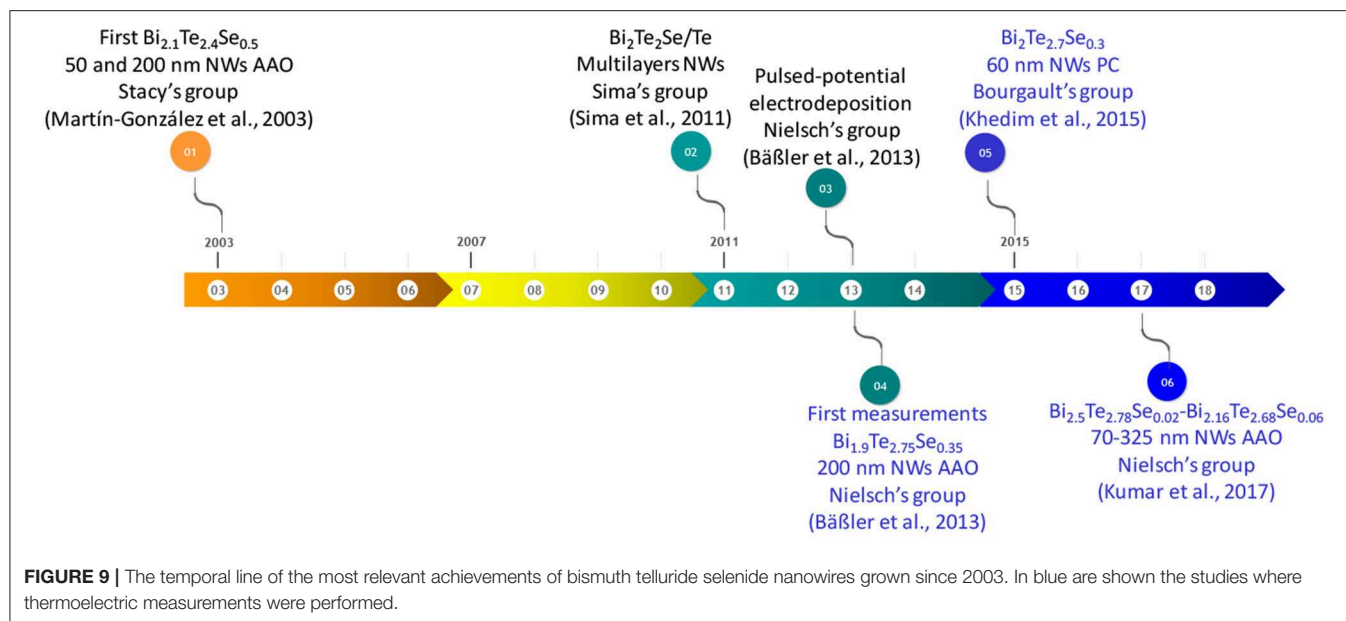 First Bi₂.₁Te₂.₄Se₀.₅
50 and 200 nm NWs AAO
Stacy's group
(Martín-González et al., 2003)
01
Bi₂Te₂Se/Te
Multilayers NWs
Sima's group
(Sima et al., 2011)
02
Pulsed-potential
electrodeposition
Nielsch's group
(Bäßler et al., 2013)
03
Bi₂Te₂.₇Se₀.₃
60 nm NWs PC
Bourgault's group
(Khedim et al., 2015)
05
2003 2007 2011 2015
03 04 05 06 07 08 09 10 11 12 13 14 15 16 17 18
04
First measurements
Bi₁.₉Te₂.₇₅Se₀.₃₅
200 nm NWs AAO
Nielsch's group
(Bäßler et al., 2013)
06
Bi₂.₅Te₂.₇₈Se₀.₀₂-Bi₂.₁₆Te₂.₆₈Se₀.₀₆
70-325 nm NWs AAO
Nielsch's group
(Kumar et al., 2017)
FIGURE 9 | The temporal line of the most relevant achievements of bismuth telluride selenide nanowires grown since 2003. In blue are shown the studies where
thermoelectric measurements were performed.